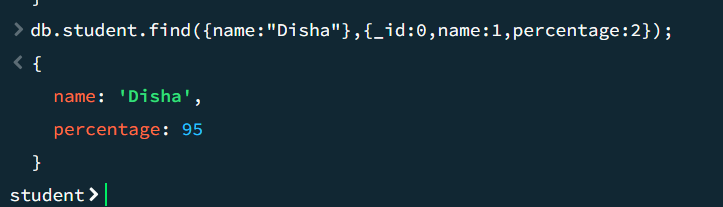 > db.student.find({name:"Disha"},{_id:0,name:1,percentage:2});
< {
name: 'Disha',
percentage: 95
}
student>